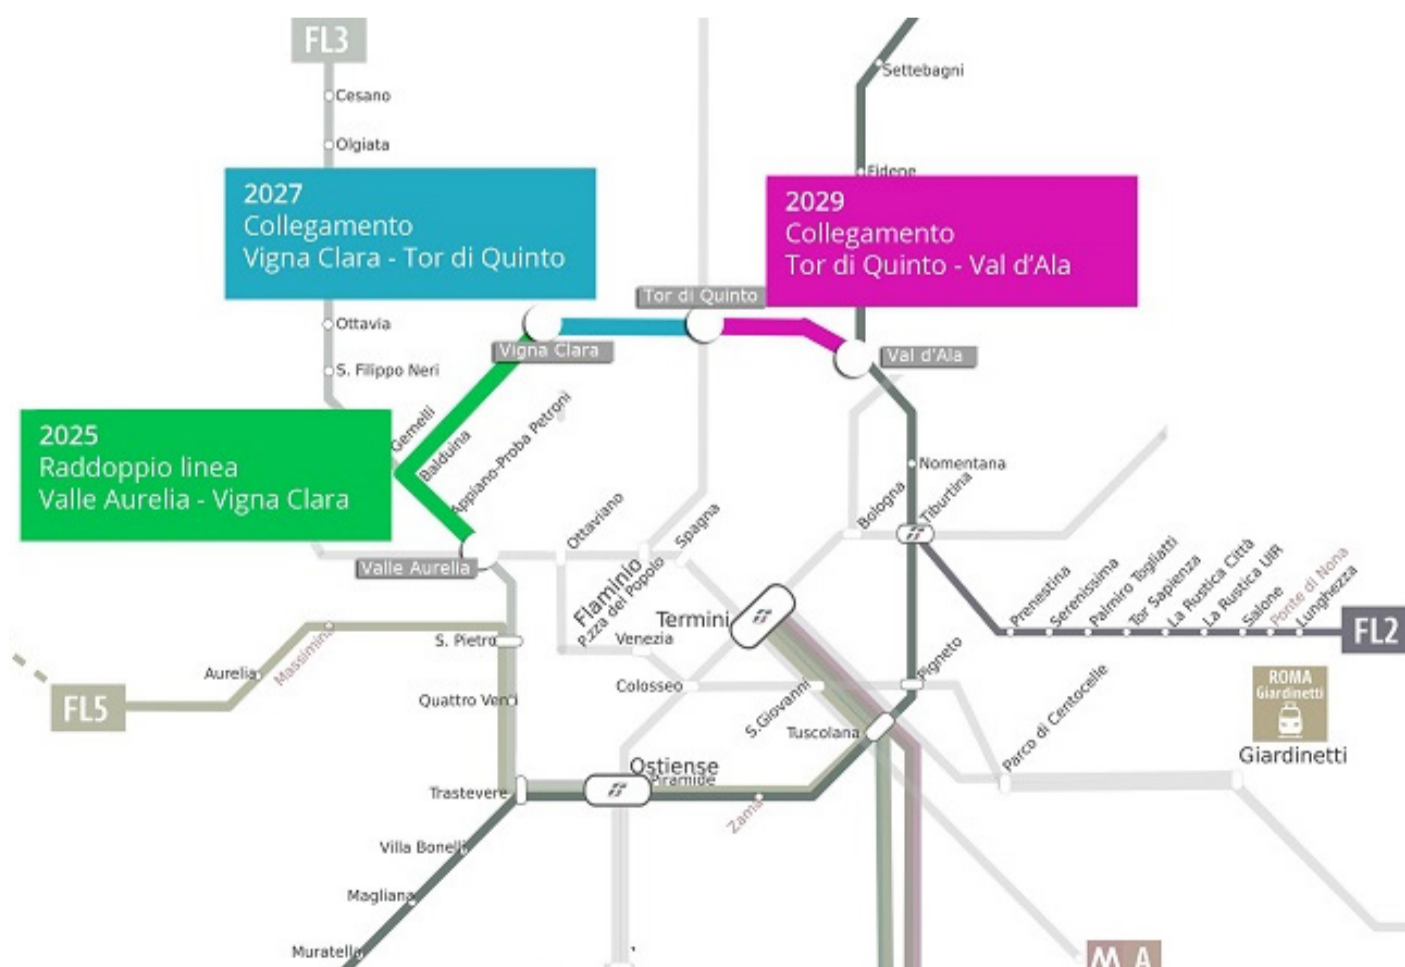 FL3
Cesano
Olgiata
Settebagni
Fidene
2027
Collegamento
Vigna Clara - Tor di Quinto
2029
Collegamento
Tor di Quinto - Val d'Ala
Tor di Quinto
Ottavia
Vigna Clara
Val d'Ala
S. Filippo Neri
2025
Raddoppio linea
Valle Aurelia - Vigna Clara
Gemelli
Balduina
Appiano-Proba Petroni
Nomentana
Valle Aurelia
Ottaviano
Flaminio
P.zza del Popolo
Spagna
Bologna
Tiburtina
Termini
Venezia
Prenestina
Serenissima
Palmiro Togliatti
Tor Sapienza
La Rustica Città
La Rustica UIR
Salone
Ponte di Nona
Lunghezza
FL2
S. Pietro
Massimina
Aurelia
FL5
Quattro Venti
Colosseo
S.Giovanni
Pigneto
Tuscolana
Parco di Centocelle
ROMA
Giardinetti
Giardinetti
Ostiense
Piramide
Trastevere
Zama
Villa Bonelli
Magliana
Muratella
M A